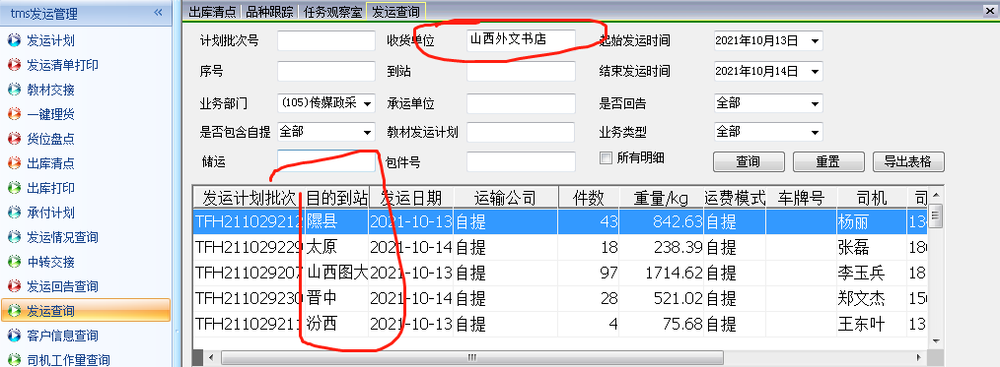 tms发运管理
发运计划
发运清单打印
教材交接
一键理货
货位盘点
出库清点
出库打印
承付计划
发运情况查询
中转交接
发运回告查询
发运查询
客户信息查询
司机工作量查询
出库清点 品种跟踪 任务观察室 发运查询
计划批次号 收货单位 山西外文书店 起始发运时间 2021年10月13日
序号 到站 结束发运时间 2021年10月14日
业务部门 (105)传媒政采 承运单位 是否回告 全部
是否包含自提 全部 教材发运计划 业务类型 全部
储运 包件号 所有明细 查询 重置 导出表格
发运计划批次 目的到站 发运日期 运输公司 件数 重量/kg 运费模式 车牌号 司机
TFH211029212 隰县 2021-10-13 自提 43 842.63 自提 杨丽 13
TFH211029229 太原 2021-10-14 自提 18 238.39 自提 张磊 18
TFH211029207 山西图大 2021-10-13 自提 97 1714.62 自提 李玉兵 18
TFH211029230 晋中 2021-10-14 自提 28 521.02 自提 郑文杰 15
TFH211029211 汾西 2021-10-13 自提 4 75.68 自提 王东叶 13